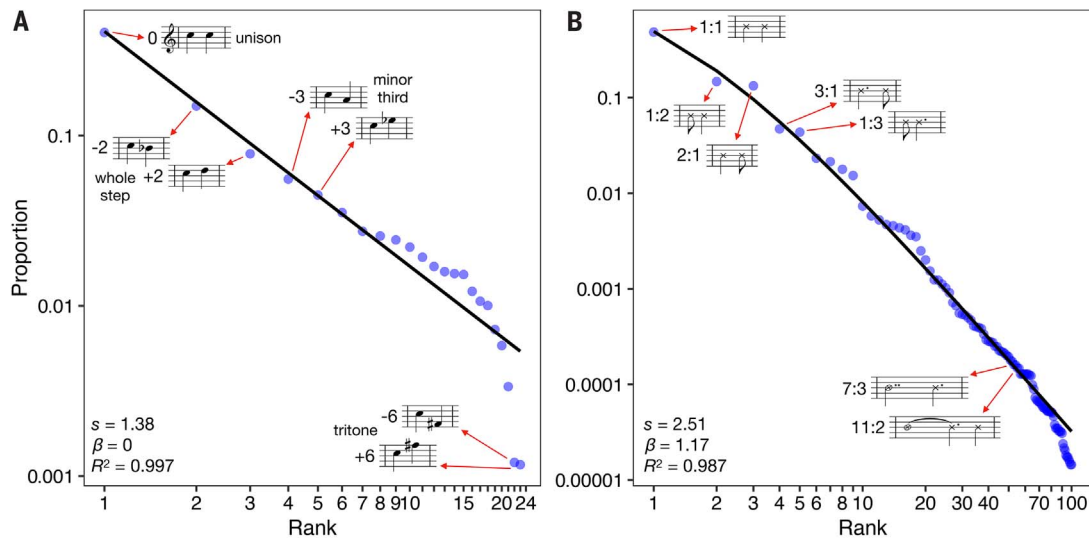 A
0
unison
minor
third
-3
+3
-2
whole
step
+2
0.1
0.01
0.001
Proportion
s = 1.38
β = 0
R² = 0.997
-6
tritone
+6
1 2 3 4 5 6 7 8 910 15 20 24
Rank
B
1:1
1:2
2:1
3:1
1:3
0.1
0.01
0.001
0.0001
0.00001
7:3
11:2
s = 2.51
β = 1.17
R² = 0.987
1 2 3 4 5 6 8 10 20 30 40 70 100
Rank